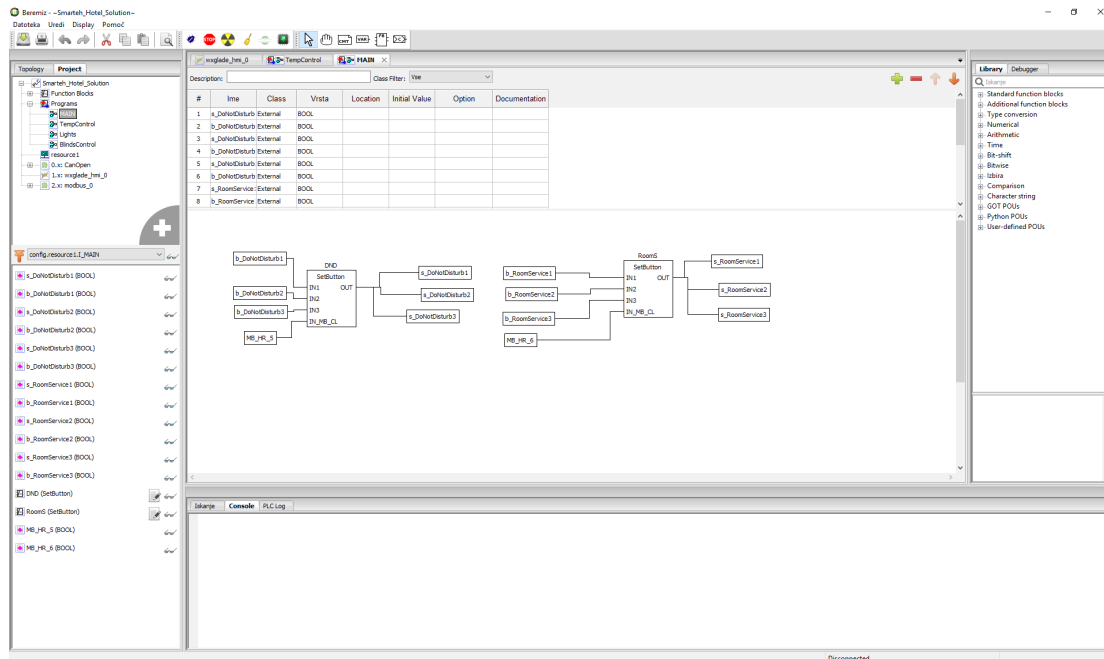 Beremiz - ~Smarteh_Hotel_Solution~
Datoteka Uredi Display Pomoč
STOP CMT VAR
Topology Project
Smarteh_Hotel_Solution
Function Blocks
Programs
MAIN
TempControl
Lights
BlindsControl
resource1
0.x: CanOpen
1.x: wxglade_hmi_0
2.x: modbus_0
config.resource1.I_MAIN
s_DoNotDisturb1 (BOOL)
b_DoNotDisturb1 (BOOL)
s_DoNotDisturb2 (BOOL)
b_DoNotDisturb2 (BOOL)
s_DoNotDisturb3 (BOOL)
b_DoNotDisturb3 (BOOL)
s_RoomService1 (BOOL)
b_RoomService1 (BOOL)
s_RoomService2 (BOOL)
b_RoomService2 (BOOL)
s_RoomService3 (BOOL)
b_RoomService3 (BOOL)
DND (SetButton)
RoomS (SetButton)
MB_HR_5 (BOOL)
MB_HR_6 (BOOL)
wxglade_hmi_0 TempControl MAIN
Description: Class Filter: Vse
# Ime Class Vrsta Location Initial Value Option Documentation
1 s_DoNotDisturb External BOOL
2 b_DoNotDisturb External BOOL
3 s_DoNotDisturb External BOOL
4 b_DoNotDisturb External BOOL
5 s_DoNotDisturb External BOOL
6 b_DoNotDisturb External BOOL
7 s_RoomService External BOOL
8 b_RoomService External BOOL
b_DoNotDisturb1
b_DoNotDisturb2
b_DoNotDisturb3
MB_HR_5
DND
SetButton
IN1 OUT
IN2
IN3
IN_MB_CL
s_DoNotDisturb1
s_DoNotDisturb2
s_DoNotDisturb3
b_RoomService1
b_RoomService2
b_RoomService3
MB_HR_6
RoomS
SetButton
IN1 OUT
IN2
IN3
IN_MB_CL
s_RoomService1
s_RoomService2
s_RoomService3
Iskanje Console PLC Log
Library Debugger
Iskanje
Standard function blocks
Additional function blocks
Type conversion
Numerical
Arithmetic
Time
Bit-shift
Bitwise
Izbira
Comparison
Character string
GOT POUs
Python POUs
User-defined POUs
Disconnected